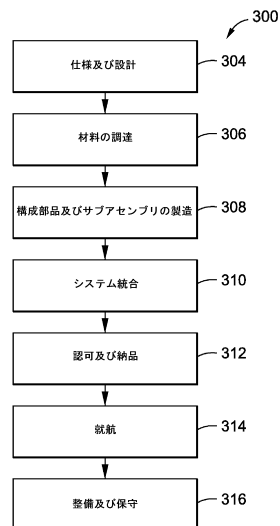 300
仕様及び設計
304
材料の調達
306
構成部品及びサブアセンブリの製造
308
システム統合
310
認可及び納品
312
就航
314
整備及び保守
316